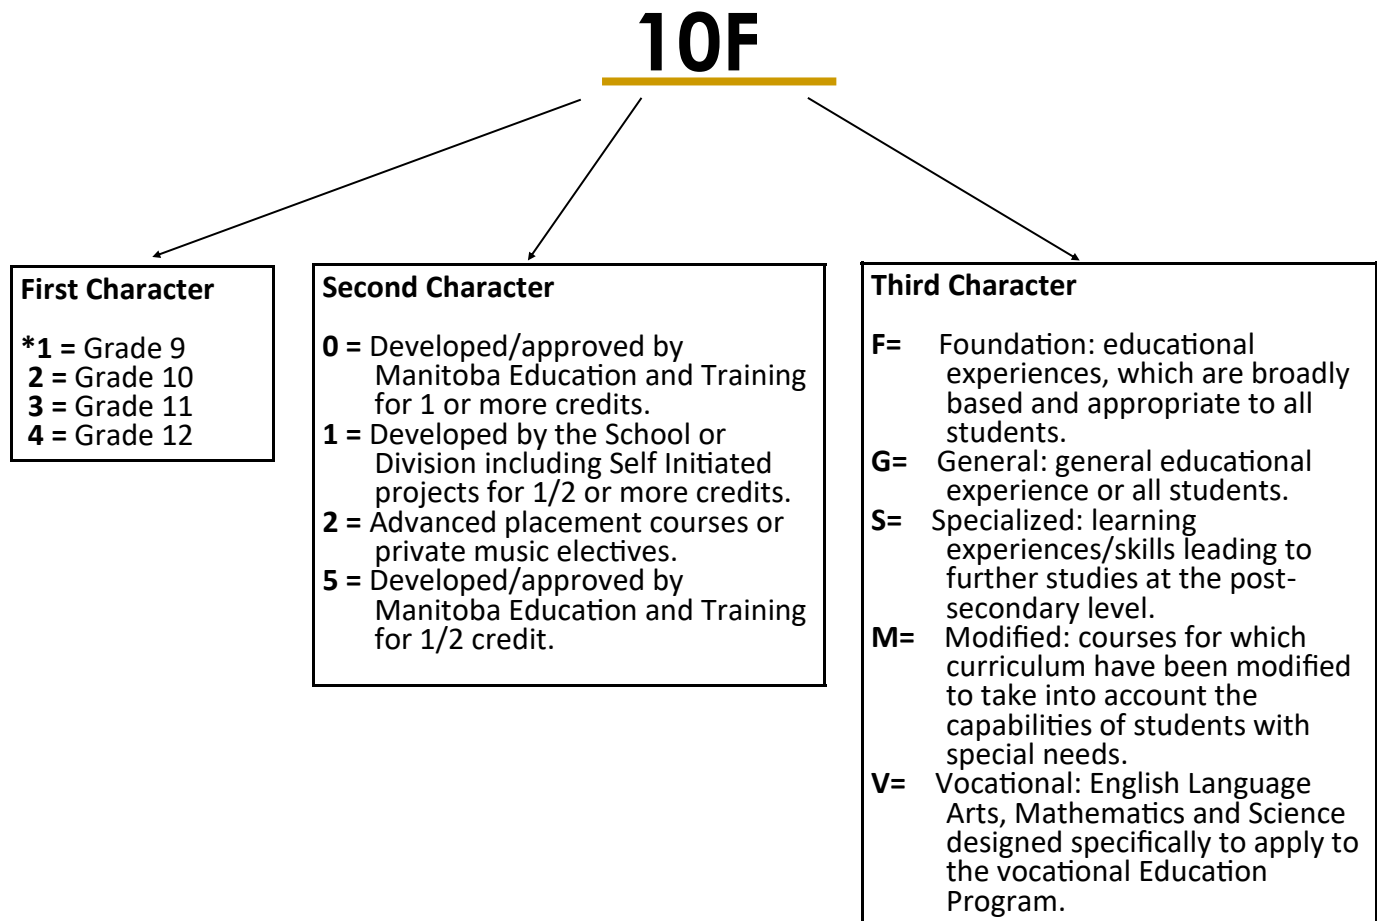 10F
First Character
*1 = Grade 9
2 = Grade 10
3 = Grade 11
4 = Grade 12
Second Character
0 = Developed/approved by
Manitoba Education and Training
for 1 or more credits.
1 = Developed by the School or
Division including Self Initiated
projects for 1/2 or more credits.
2 = Advanced placement courses or
private music electives.
5 = Developed/approved by
Manitoba Education and Training
for 1/2 credit.
Third Character
F= Foundation: educational
experiences, which are broadly
based and appropriate to all
students.
G= General: general educational
experience or all students.
S= Specialized: learning
experiences/skills leading to
further studies at the post-
secondary level.
M= Modified: courses for which
curriculum have been modified
to take into account the
capabilities of students with
special needs.
V= Vocational: English Language
Arts, Mathematics and Science
designed specifically to apply to
the vocational Education
Program.